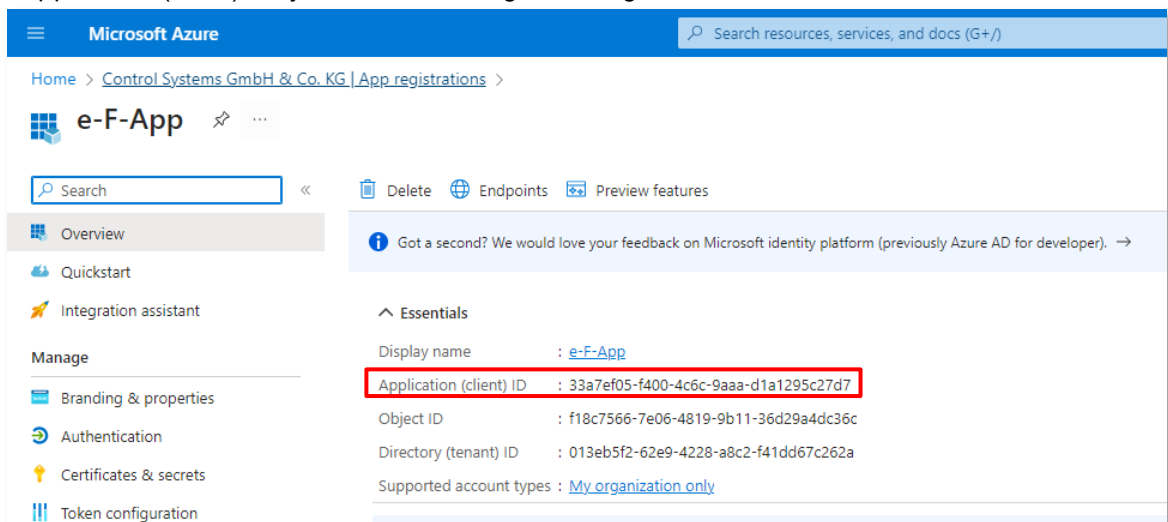 Microsoft Azure
Search resources, services, and docs (G+/)
Home > Control Systems GmbH & Co. KG | App registrations >
e-F-App
Search
«
Delete
Endpoints
Preview features
Overview
Got a second? We would love your feedback on Microsoft identity platform (previously Azure AD for developer). →
Quickstart
Integration assistant
Essentials
Manage
Display name : e-F-App
Application (client) ID : 33a7ef05-f400-4c6c-9aaa-d1a1295c27d7
Branding & properties
Object ID : f18c7566-7e06-4819-9b11-36d29a4dc36c
Authentication
Directory (tenant) ID : 013eb5f2-62e9-4228-a8c2-f41dd67c262a
Certificates & secrets
Supported account types : My organization only
Token configuration